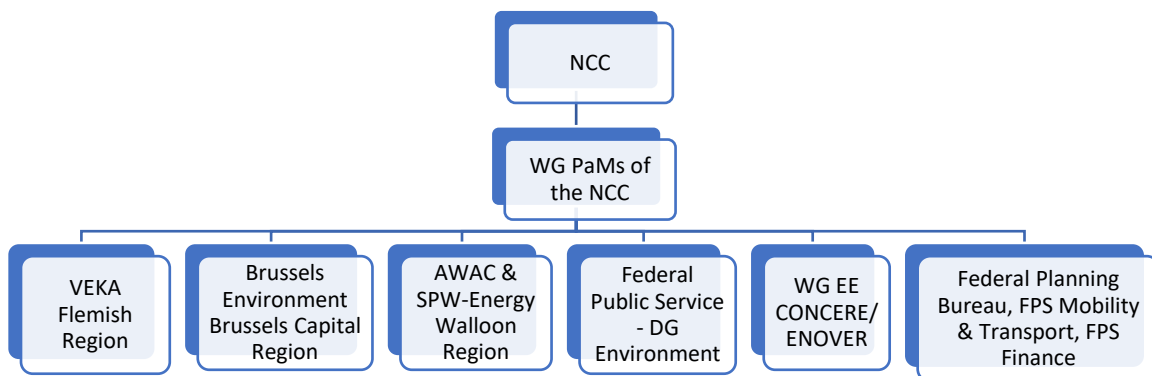 NCC
WG PaMs of
the NCC
VEKA
Flemish
Region
Brussels
Environment
Brussels Capital
Region
AWAC &
SPW-Energy
Walloon
Region
Federal
Public Service
- DG
Environment
WG EE
CONCERE/
ENOVER
Federal Planning
Bureau, FPS Mobility
& Transport, FPS
Finance